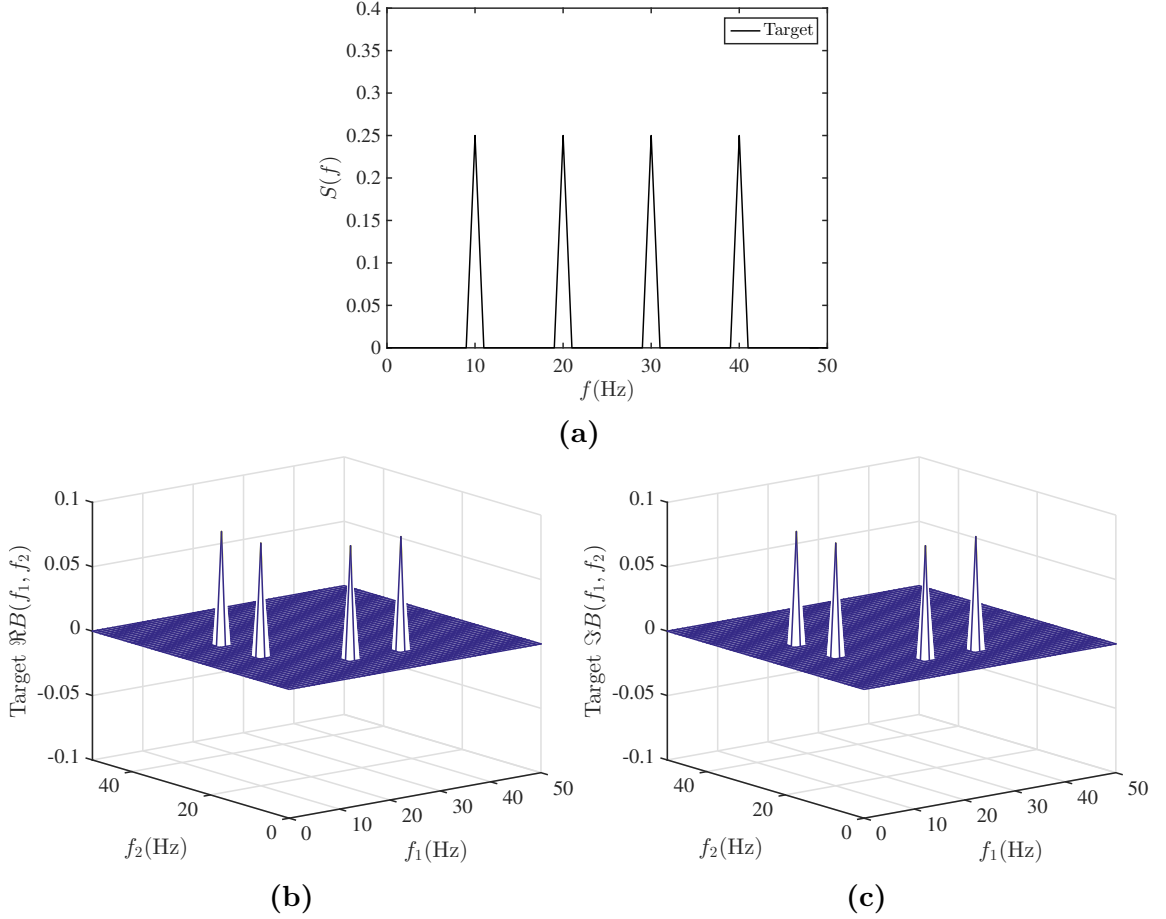 0.4
0.35
0.3
0.25
0.2
0.15
0.1
0.05
0
S(f)
Target
0 10 20 30 40 50
f(Hz)
(a)
0.1
0.05
0
-0.05
-0.1
Target ℜB(f₁, f₂)
40 20 0
f₂(Hz)
0 10 20 30 40 50
f₁(Hz)
(b)
0.1
0.05
0
-0.05
-0.1
Target ℑB(f₁, f₂)
40 20 0
f₂(Hz)
0 10 20 30 40 50
f₁(Hz)
(c)